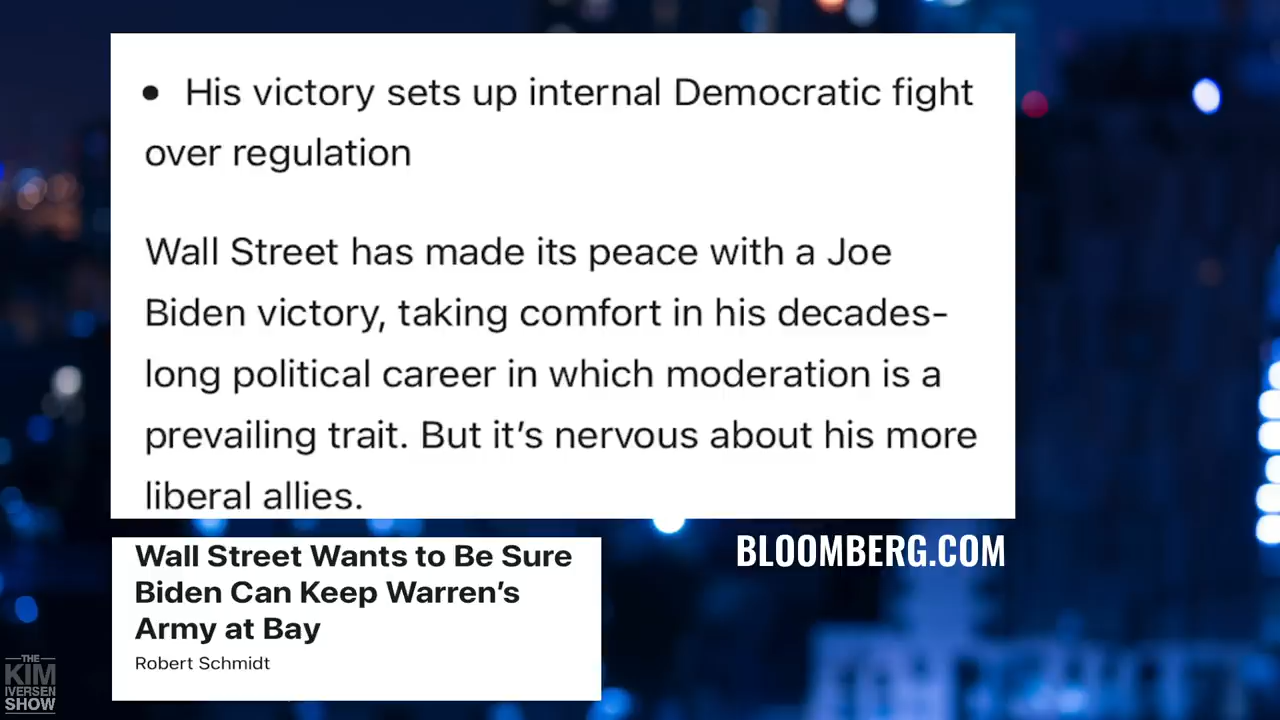 • His victory sets up internal Democratic fight
over regulation
Wall Street has made its peace with a Joe
Biden victory, taking comfort in his decades-
long political career in which moderation is a
prevailing trait. But it’s nervous about his more
liberal allies.
BLOOMBERG.COM
Wall Street Wants to Be Sure
Biden Can Keep Warren’s
Army at Bay
Robert Schmidt
THE
KIM
IVERSEN
SHOW